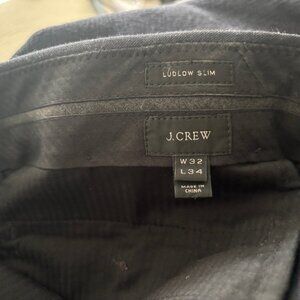 LUDLOW SLIM
J.CREW
W32
L34
MADE IN
CHINA